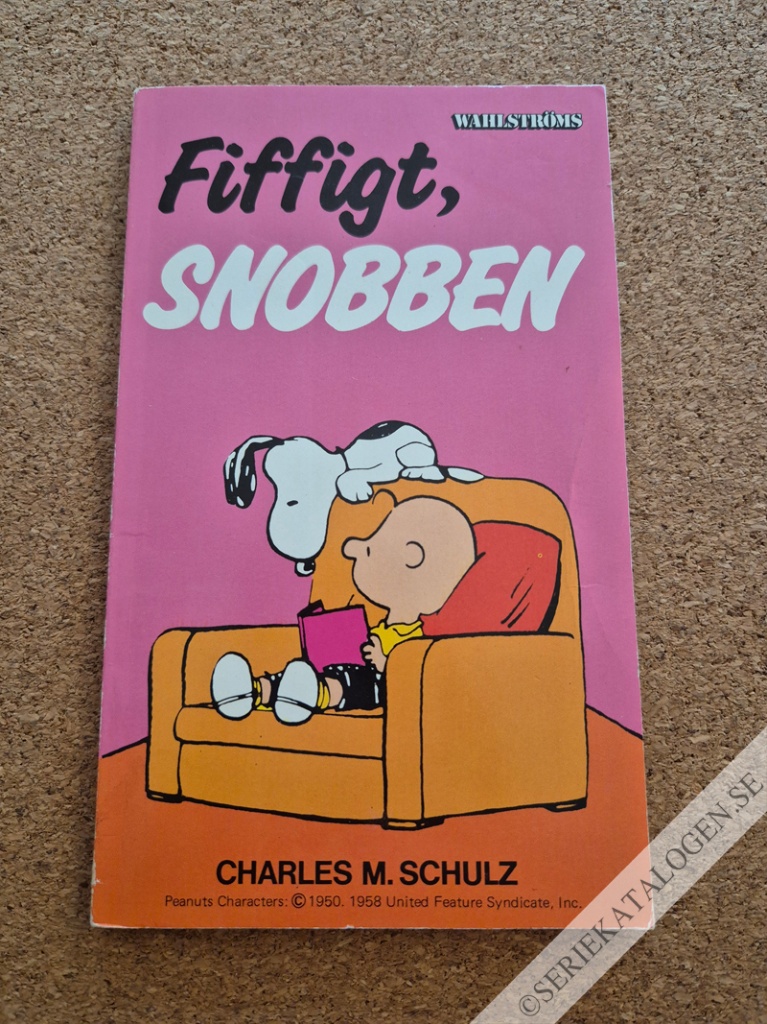 WAHLSTRÖMS
Fiffigt,
SNOBBEN
CHARLES M. SCHULZ
Peanuts Characters: © 1950. 1958 United Feature Syndicate, Inc.
©SERIEKATALOGEN.SE